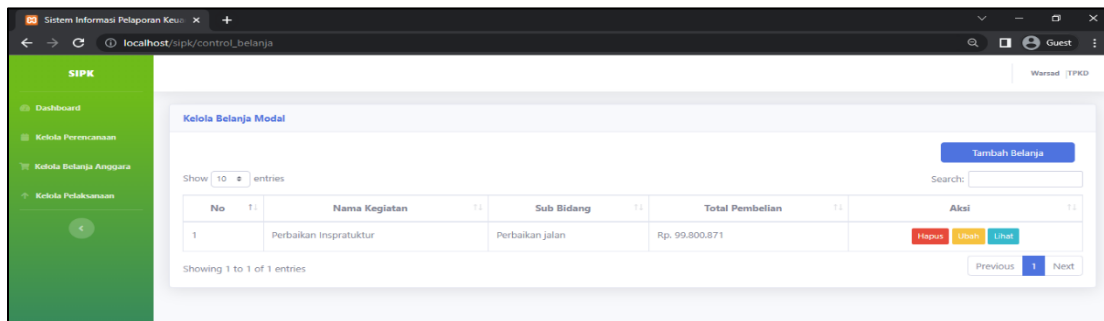 Sistem Informasi Pelaporan Keua
localhost/sipk/control_belanja
Guest
SIPK
Warsad |TPKD
Dashboard
Kelola Perencanaan
Kelola Belanja Anggara
Kelola Pelaksanaan
Kelola Belanja Modal
Tambah Belanja
Show 10 entries
Search:
No Nama Kegiatan Sub Bidang Total Pembelian Aksi
1 Perbaikan Inspratuktur Perbaikan jalan Rp. 99.800.871 Hapus Ubah Lihat
Showing 1 to 1 of 1 entries
Previous 1 Next